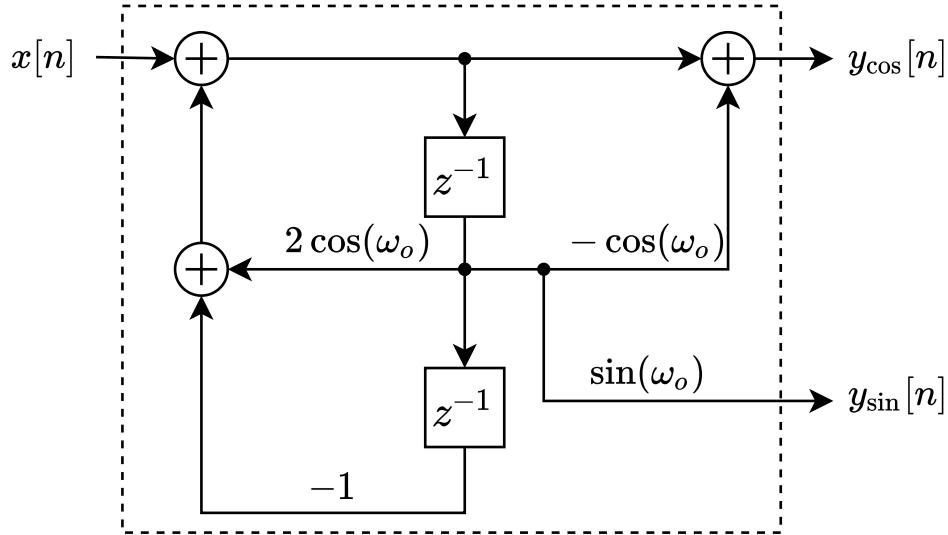 x[n]
+
+
y_cos[n]
z⁻¹
2 cos(ω_o)
− cos(ω_o)
+
sin(ω_o)
y_sin[n]
z⁻¹
−1